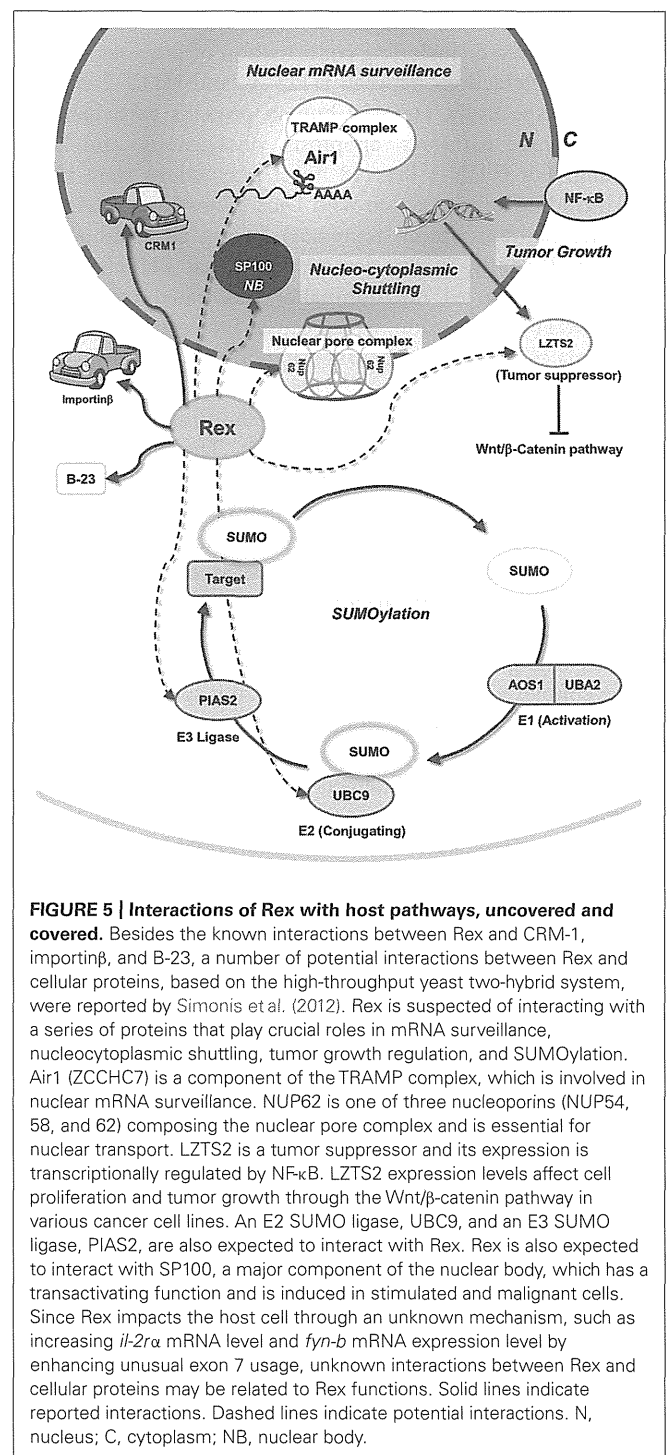 Nuclear mRNA surveillance
TRAMP complex
Air1
AAAA
N C
NF-κB
CRM1
SP100
NB
Nucleo-cytoplasmic
Shuttling
Tumor Growth
Nuclear pore complex
Nup
62
Nup
62
LZTS2
(Tumor suppressor)
Importinβ
Rex
Wnt/β-Catenin pathway
B-23
SUMO
Target
SUMO
SUMOylation
AOS1 UBA2
E1 (Activation)
PIAS2
E3 Ligase
SUMO
UBC9
E2 (Conjugating)
FIGURE 5 | Interactions of Rex with host pathways, uncovered and
covered. Besides the known interactions between Rex and CRM-1,
importinβ, and B-23, a number of potential interactions between Rex and
cellular proteins, based on the high-throughput yeast two-hybrid system,
were reported by Simonis et al. (2012). Rex is suspected of interacting with
a series of proteins that play crucial roles in mRNA surveillance,
nucleocytoplasmic shuttling, tumor growth regulation, and SUMOylation.
Air1 (ZCCHC7) is a component of the TRAMP complex, which is involved in
nuclear mRNA surveillance. NUP62 is one of three nucleoporins (NUP54,
58, and 62) composing the nuclear pore complex and is essential for
nuclear transport. LZTS2 is a tumor suppressor and its expression is
transcriptionally regulated by NF-κB. LZTS2 expression levels affect cell
proliferation and tumor growth through the Wnt/β-catenin pathway in
various cancer cell lines. An E2 SUMO ligase, UBC9, and an E3 SUMO
ligase, PIAS2, are also expected to interact with Rex. Rex is also expected
to interact with SP100, a major component of the nuclear body, which has a
transactivating function and is induced in stimulated and malignant cells.
Since Rex impacts the host cell through an unknown mechanism, such as
increasing il-2rα mRNA level and fyn-b mRNA expression level by
enhancing unusual exon 7 usage, unknown interactions between Rex and
cellular proteins may be related to Rex functions. Solid lines indicate
reported interactions. Dashed lines indicate potential interactions. N,
nucleus; C, cytoplasm; NB, nuclear body.